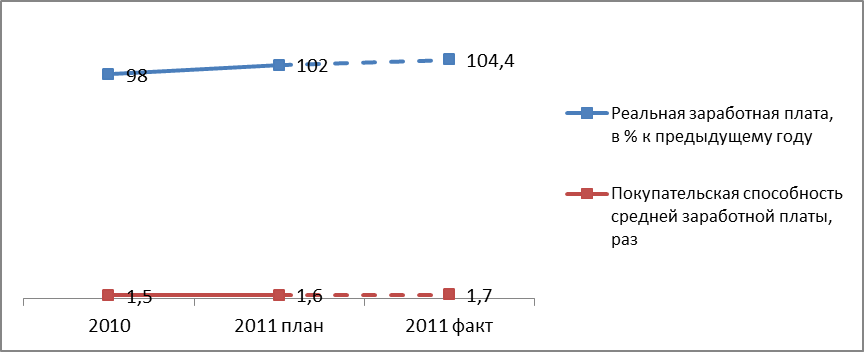 98
102
104,4
Реальная заработная плата,
в % к предыдущему году
Покупательская способность
средней заработной платы,
раз
1,5
1,6
1,7
2010
2011 план
2011 факт